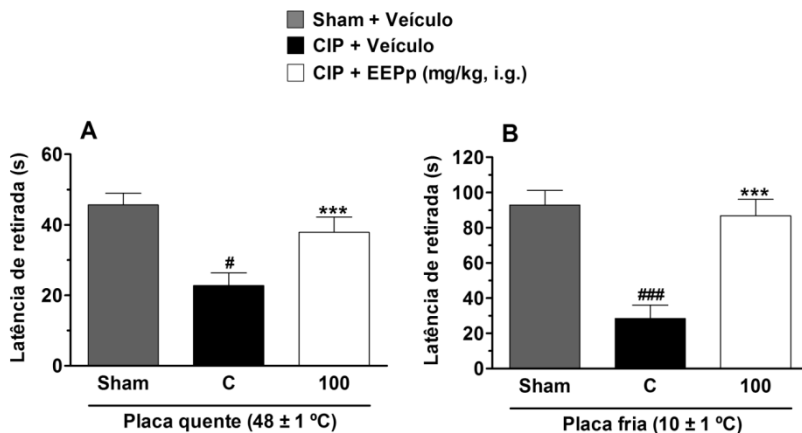 Sham + Veículo
CIP + Veículo
CIP + EEPp (mg/kg, i.g.)
A
Latência de retirada (s)
60
40
20
0
#
***
Sham
C
100
Placa quente (48 ± 1 ºC)
B
Latência de retirada (s)
120
100
80
60
40
20
0
###
***
Sham
C
100
Placa fria (10 ± 1 ºC)